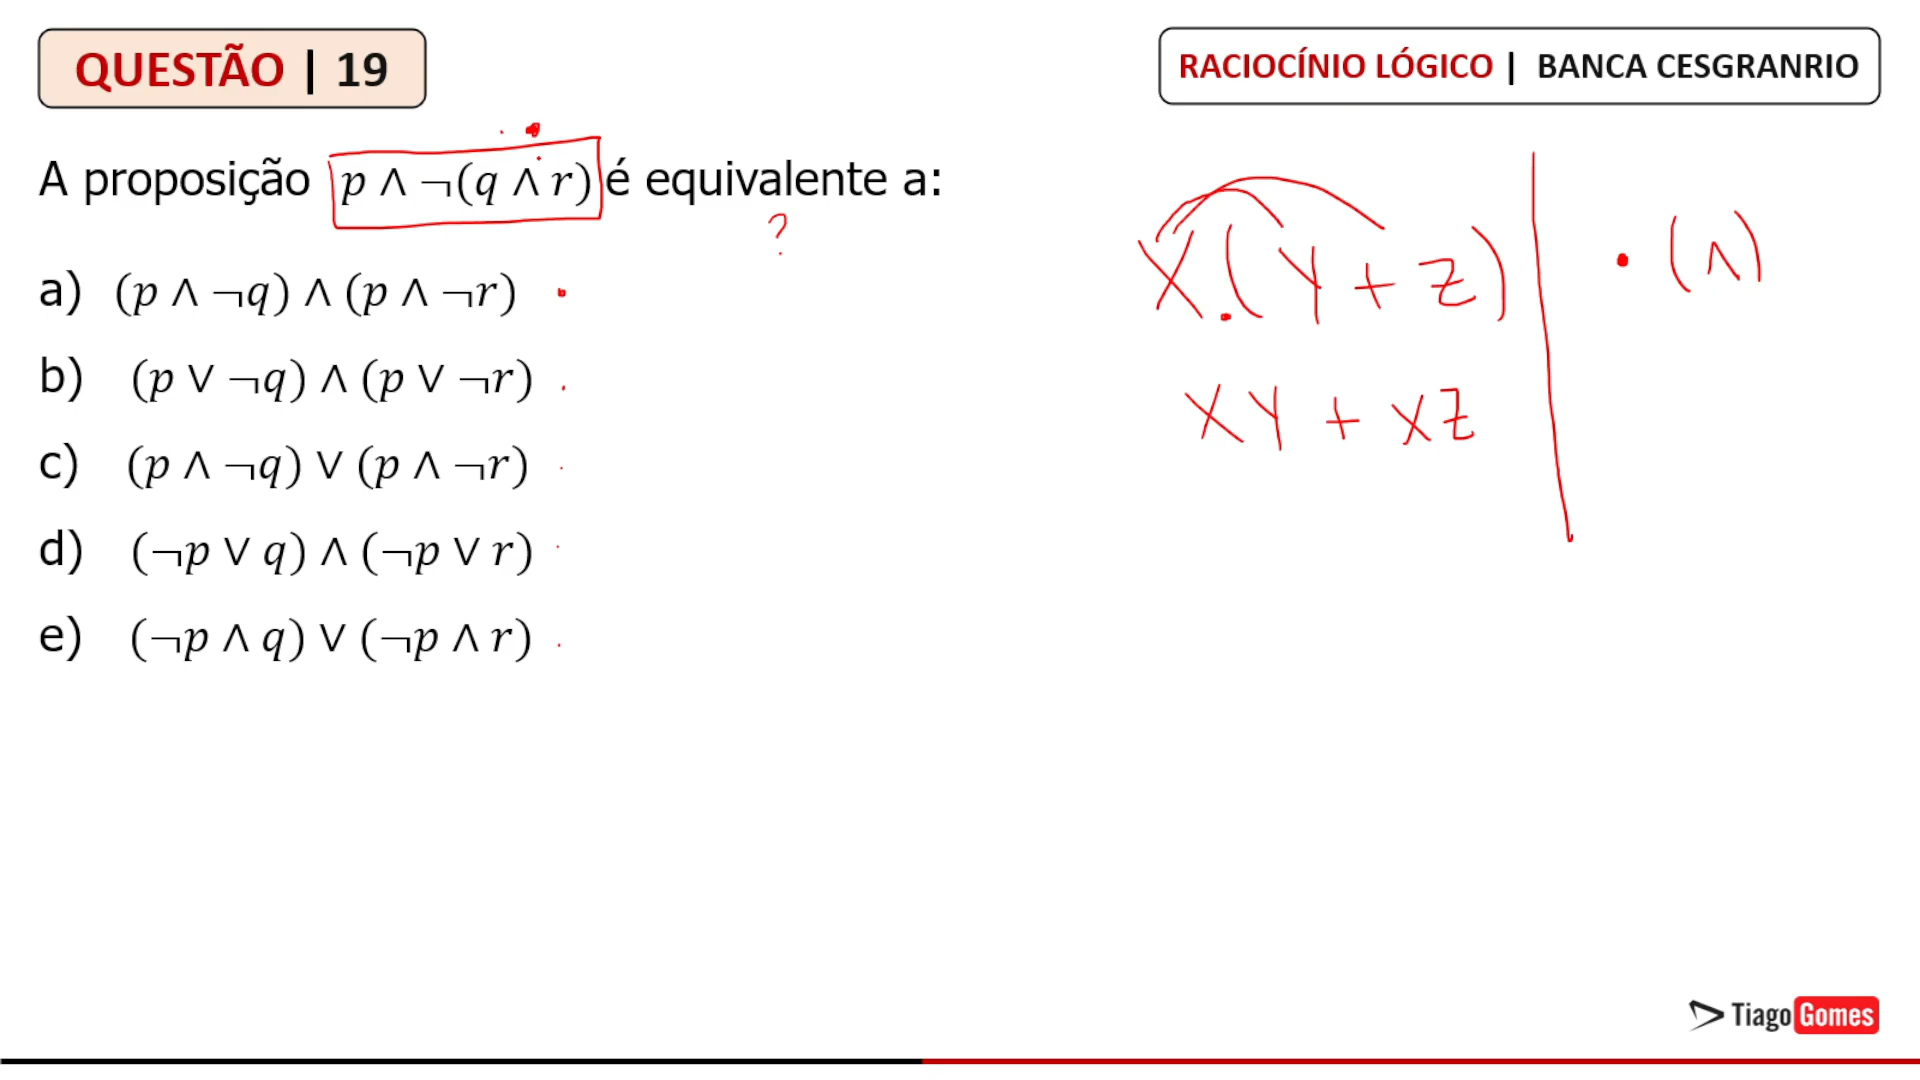 QUESTÃO | 19
RACIOCÍNIO LÓGICO | BANCA CESGRANRIO
A proposição p ∧ ¬(q ∧ r) é equivalente a:
?
a) (p ∧ ¬q) ∧ (p ∧ ¬r)
b) (p ∨ ¬q) ∧ (p ∨ ¬r)
c) (p ∧ ¬q) ∨ (p ∧ ¬r)
d) (¬p ∨ q) ∧ (¬p ∨ r)
e) (¬p ∧ q) ∨ (¬p ∧ r)
X.(Y + Z)
XY + XZ
• (∧)
Tiago Gomes